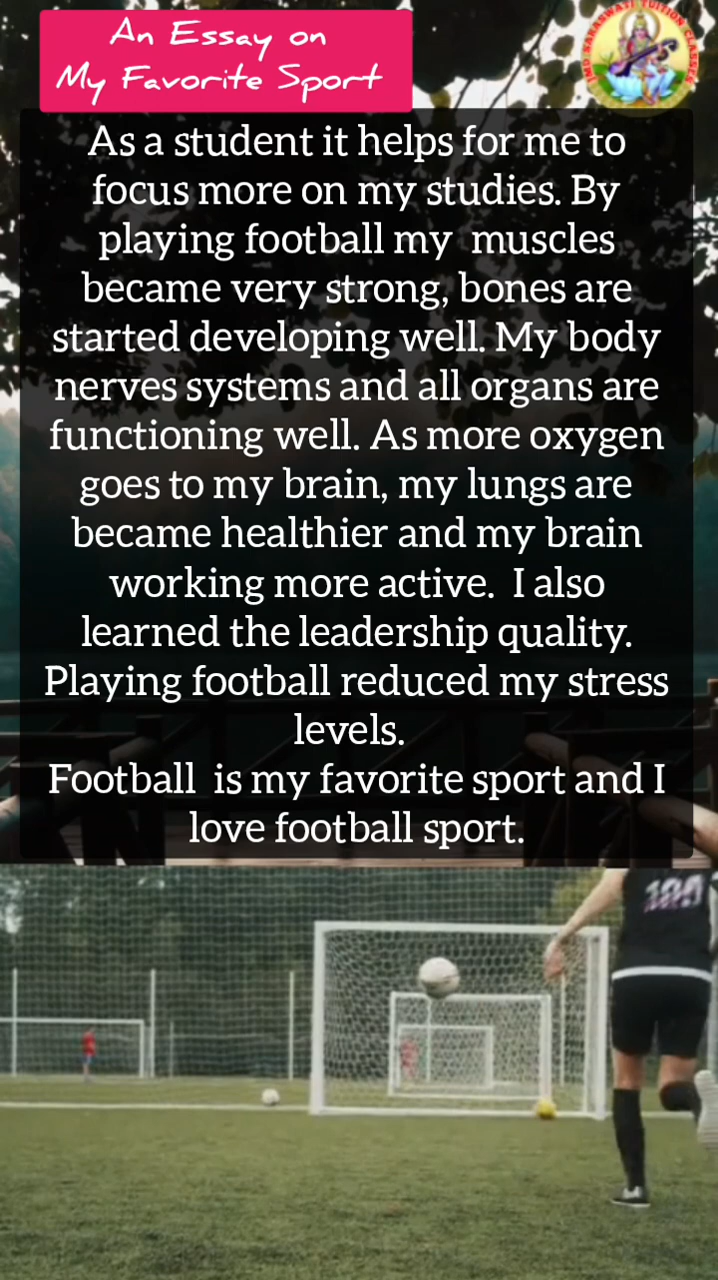 An Essay on
My Favorite Sport
JMD SARASWATI TUITION CLASSES
As a student it helps for me to
focus more on my studies. By
playing football my muscles
became very strong, bones are
started developing well. My body
nerves systems and all organs are
functioning well. As more oxygen
goes to my brain, my lungs are
became healthier and my brain
working more active. I also
learned the leadership quality.
Playing football reduced my stress
levels.
Football is my favorite sport and I
love football sport.